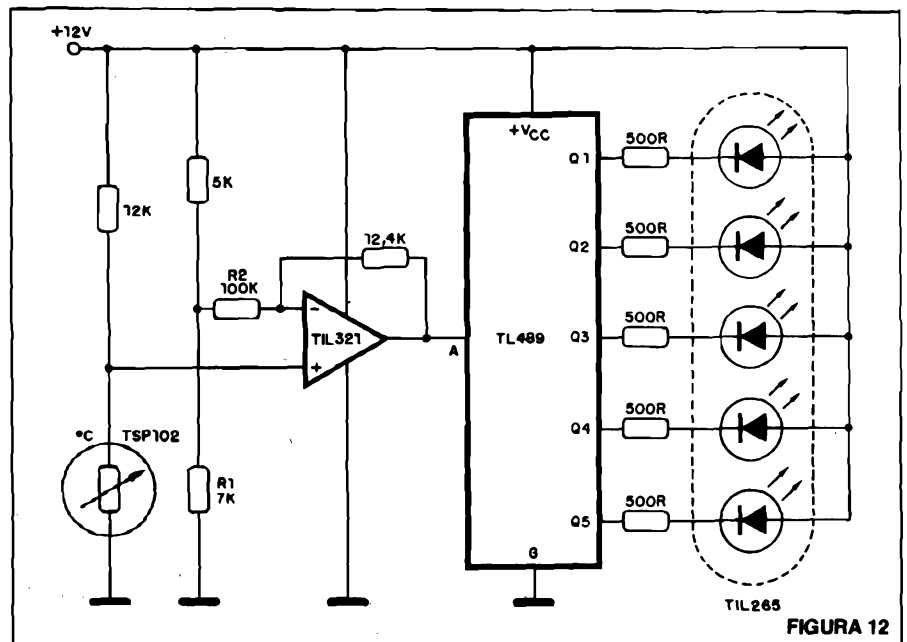 +12V
12K
5K
R2
100K
12,4K
-
+
TIL321
A
°C
TSP102
R1
7K
+VCC
TL489
G
Q1
Q2
Q3
Q4
Q5
500R
500R
500R
500R
500R
TIL265
FIGURA 12